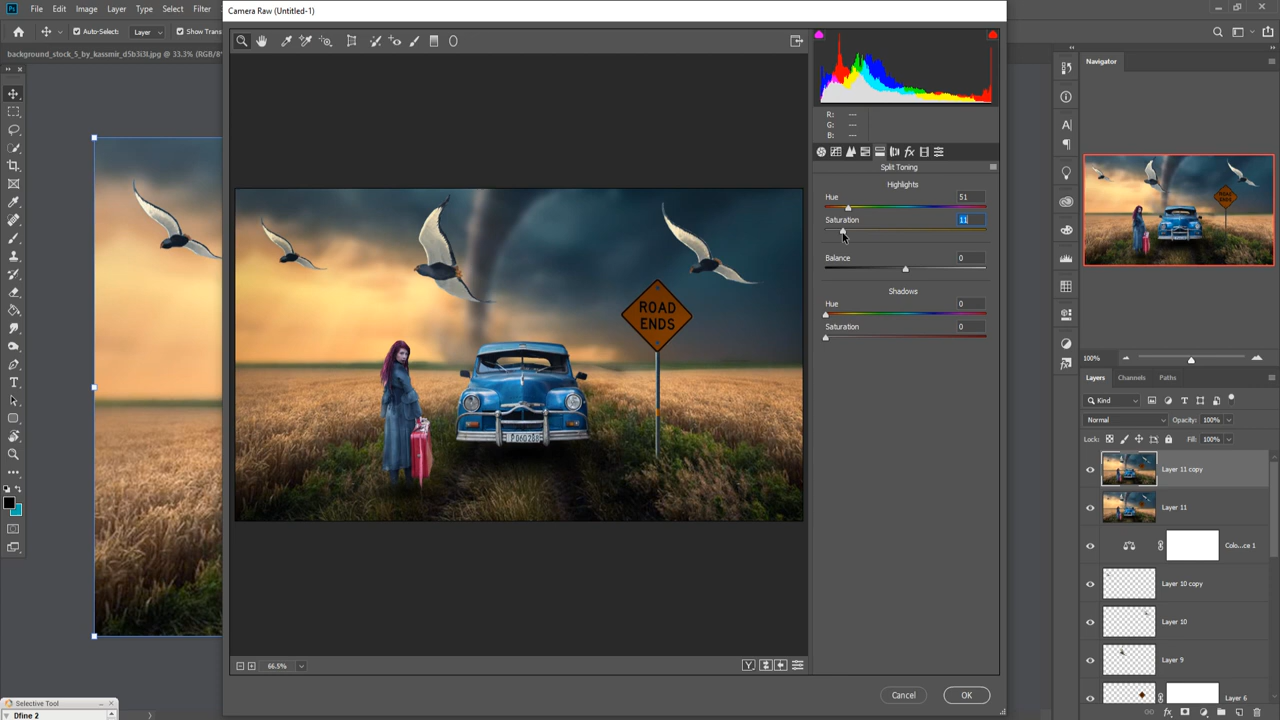 Camera Raw (Untitled-1)
File Edit Image Layer Type Select Filter
Auto-Select: Layer Show Trans
background_stock_5_by_kassmir_d5b3i3l.jpg @ 33.3% (RGB/8*
ROAD
ENDS
66.5%
Cancel
OK
Selective Tool
Dfine 2
R: ---
G: ---
B: ---
Split Toning
Highlights
Hue 51
Saturation 11
Balance 0
Shadows
Hue 0
Saturation 0
Navigator
100%
Layers Channels Paths
Kind
Normal Opacity: 100%
Lock: Fill: 100%
Layer 11 copy
Layer 11
Colo...ce 1
Layer 10 copy
Layer 10
Layer 9
Layer 6